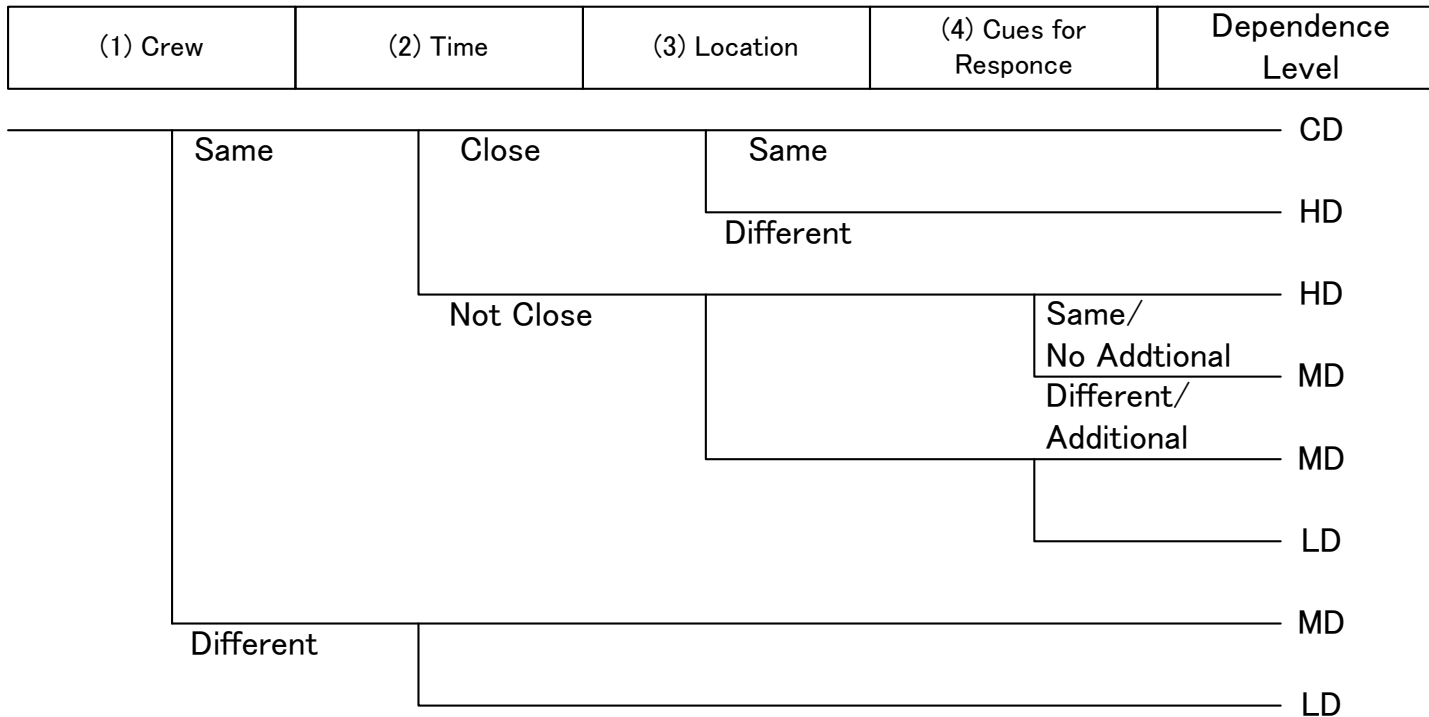 (1) Crew
(2) Time
(3) Location
(4) Cues for
Responce
Dependence
Level
Same
Close
Same
CD
Different
HD
Not Close
Same/
No Addtional
HD
Different/
Additional
MD
MD
LD
Different
MD
LD